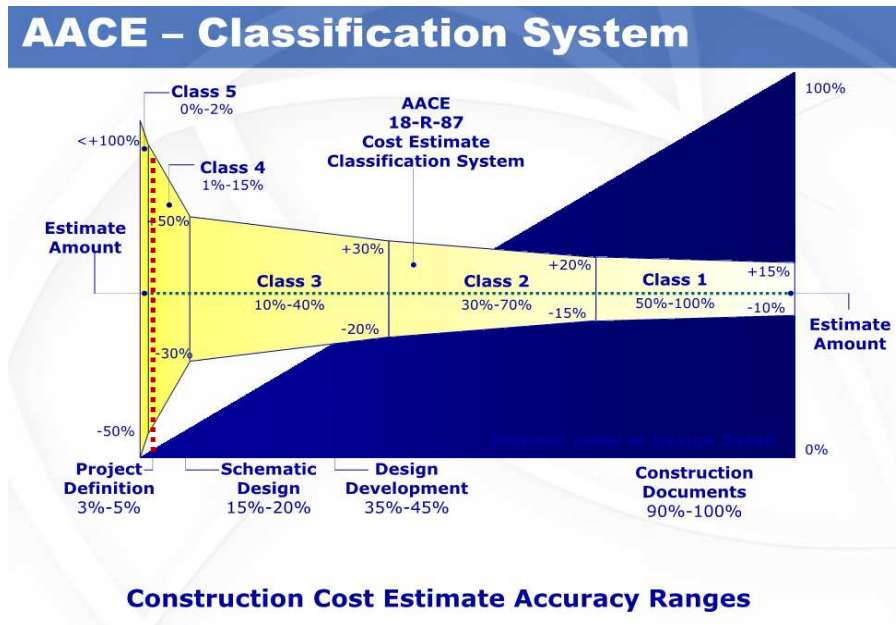 AACE – Classification System
Class 5
0%-2%
<+100%
Class 4
1%-15%
+50%
AACE
18-R-87
Cost Estimate
Classification System
100%
Estimate
Amount
+30%
+20%
+15%
Class 3
10%-40%
Class 2
30%-70%
Class 1
50%-100%
-30%
-20%
-15%
-10%
Estimate
Amount
-50%
of Design Detail
0%
Project
Definition
3%-5%
Schematic
Design
15%-20%
Design
Development
35%-45%
Construction
Documents
90%-100%
Construction Cost Estimate Accuracy Ranges